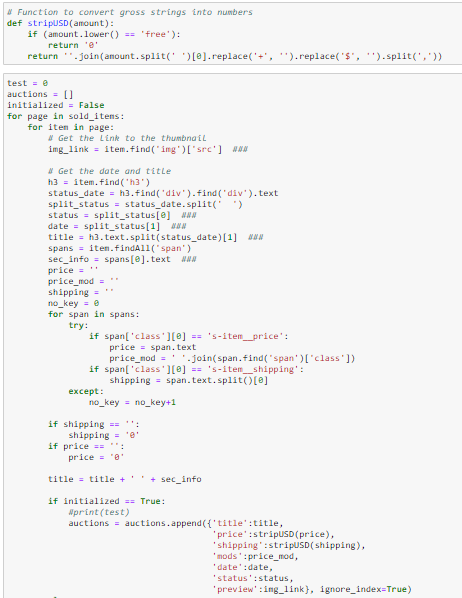 # Function to convert gross strings into numbers
def stripUSD(amount):
    if (amount.lower() == 'free'):
        return '0'
    return ''.join(amount.split(' ')[0].replace('+', '').replace('$', '').split(','))
test = 0
auctions = []
initialized = False
for page in sold_items:
    for item in page:
        # Get the link to the thumbnail
        img_link = item.find('img')['src']  ###
        # Get the date and title
        h3 = item.find('h3')
        status_date = h3.find('div').find('div').text
        split_status = status_date.split('  ')
        status = split_status[0]  ###
        date = split_status[1]  ###
        title = h3.text.split(status_date)[1]  ###
        spans = item.findAll('span')
        sec_info = spans[0].text  ###
        price = ''
        price_mod = ''
        shipping = ''
        no_key = 0
        for span in spans:
            try:
                if span['class'][0] == 's-item__price':
                    price = span.text
                    price_mod = ' '.join(span.find('span')['class'])
                if span['class'][0] == 's-item__shipping':
                    shipping = span.text.split()[0]
            except:
                no_key = no_key+1
        if shipping == '':
            shipping = '0'
        if price == '':
            price = '0'
        title = title + ' ' + sec_info
        if initialized == True:
            #print(test)
            auctions = auctions.append({'title':title,
                                        'price':stripUSD(price),
                                        'shipping':stripUSD(shipping),
                                        'mods':price_mod,
                                        'date':date,
                                        'status':status,
                                        'preview':img_link}, ignore_index=True)